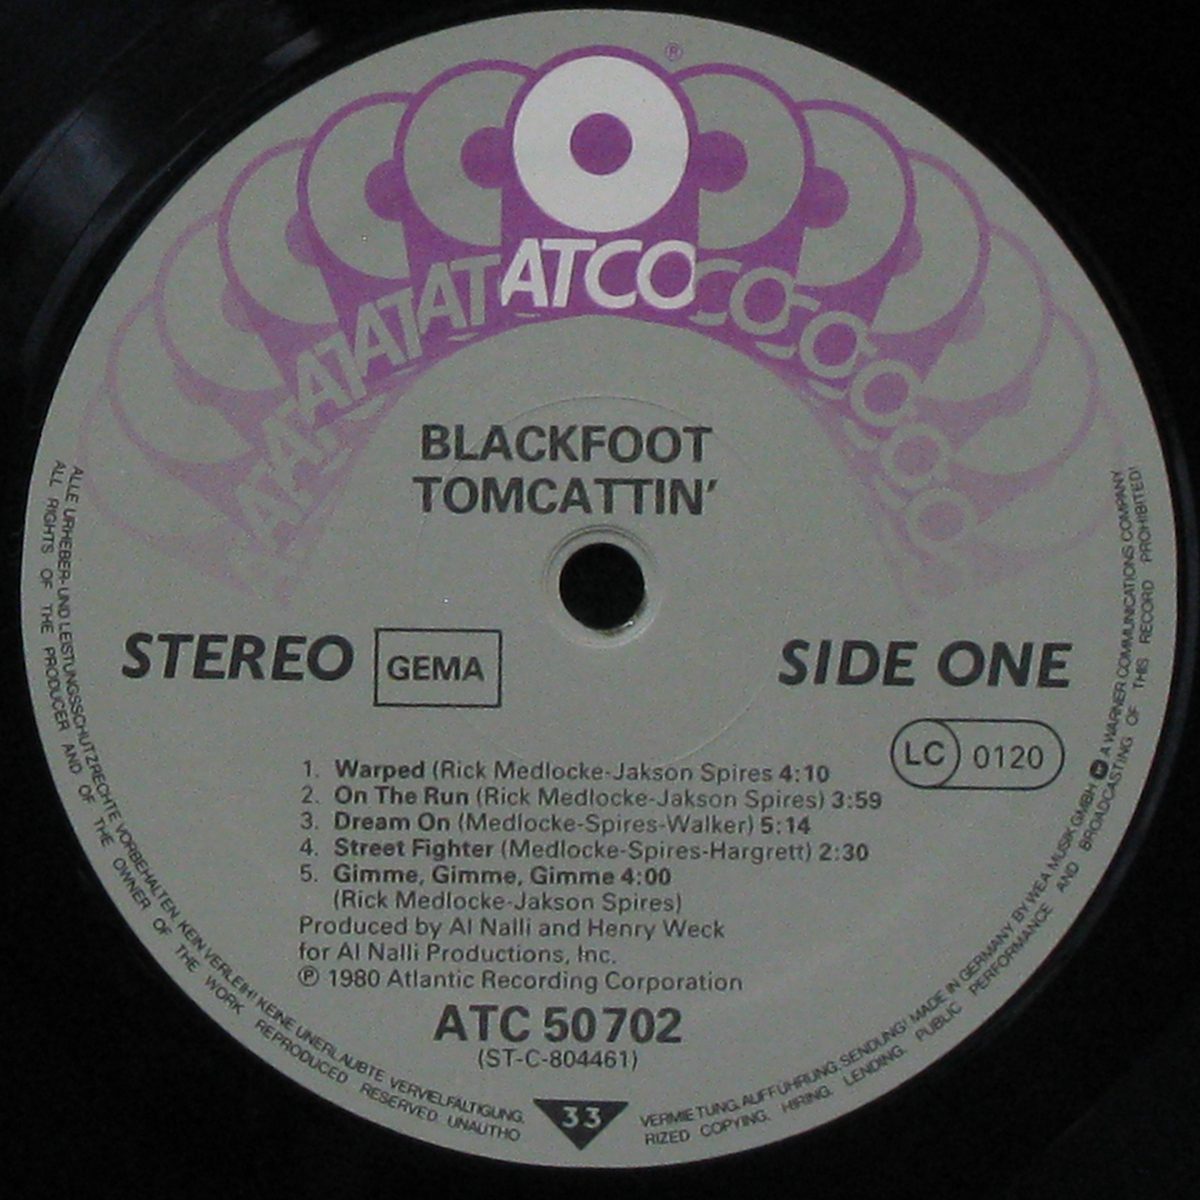 ®
ATCO
BLACKFOOT
TOMCATTIN'
STEREO GEMA SIDE ONE
LC 0120
1. Warped (Rick Medlocke-Jakson Spires 4:10
2. On The Run (Rick Medlocke-Jakson Spires) 3:59
3. Dream On (Medlocke-Spires-Walker) 5:14
4. Street Fighter (Medlocke-Spires-Hargrett) 2:30
5. Gimme, Gimme, Gimme 4:00
(Rick Medlocke-Jakson Spires)
Produced by Al Nalli and Henry Weck
for Al Nalli Productions, Inc.
℗ 1980 Atlantic Recording Corporation
ATC 50702
(ST-C-804461)
33
ALLE URHEBER- UND LEISTUNGSSCHUTZRECHTE VORBEHALTEN. KEIN VERLEIH! KEINE UNERLAUBTE VERVIELFÄLTIGUNG, VERMIETUNG, AUFFÜHRUNG, SENDUNG! MADE IN GERMANY BY WEA MUSIK GMBH A WARNER COMMUNICATIONS COMPANY
ALL RIGHTS OF THE PRODUCER AND OF THE OWNER OF THE WORK REPRODUCED RESERVED. UNAUTHORIZED COPYING, HIRING, LENDING, PUBLIC PERFORMANCE AND BROADCASTING OF THIS RECORD PROHIBITED!